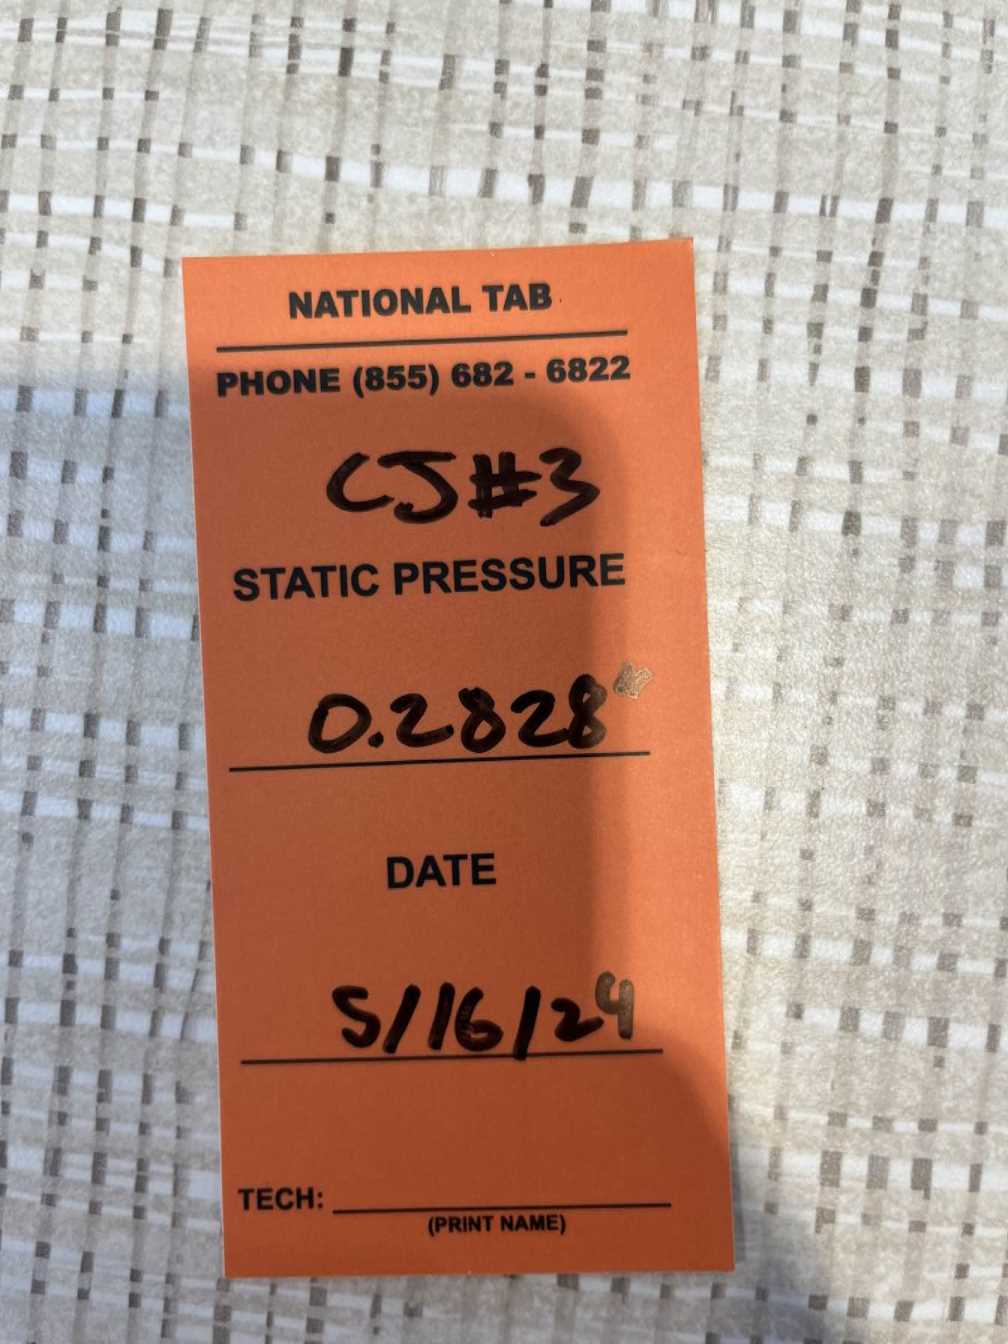 NATIONAL TAB
PHONE (855) 682 - 6822
CJ#3
STATIC PRESSURE
0.2828"
DATE
5/16/24
TECH:
(PRINT NAME)